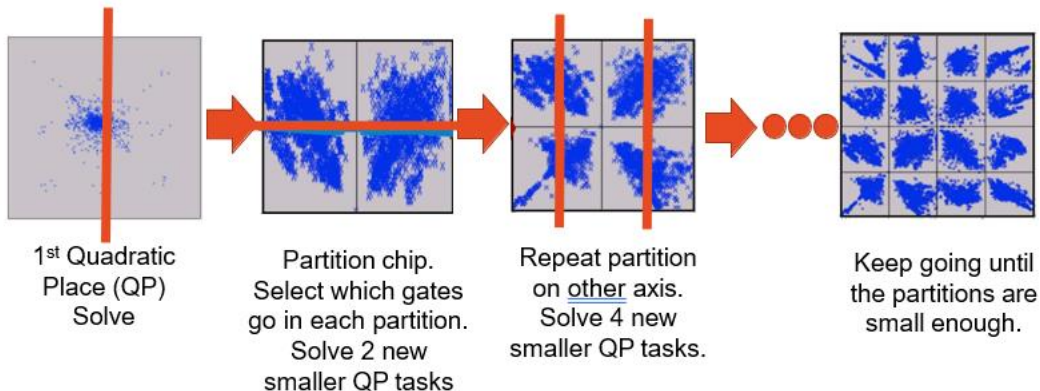 1st Quadratic
Place (QP)
Solve
Partition chip.
Select which gates
go in each partition.
Solve 2 new
smaller QP tasks
Repeat partition
on other axis.
Solve 4 new
smaller QP tasks.
Keep going until
the partitions are
small enough.